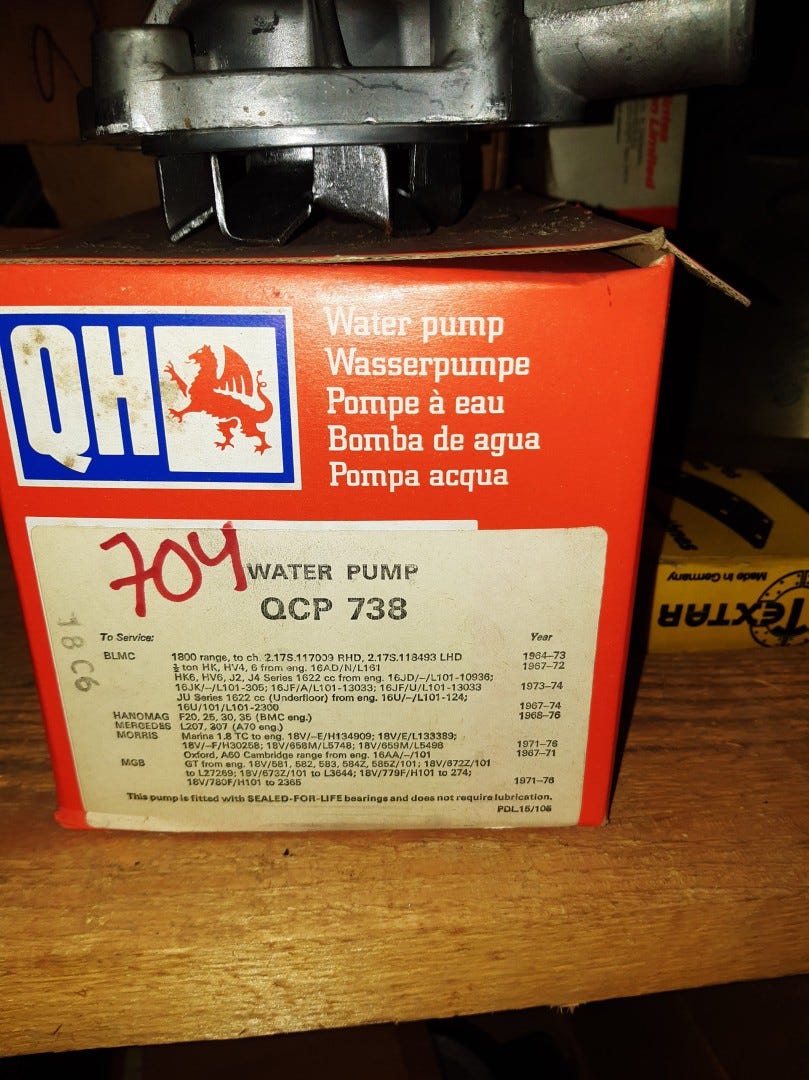 QH
Water pump
Wasserpumpe
Pompe à eau
Bomba de agua
Pompa acqua
704
WATER PUMP
QCP 738
18 C6
To Service: Year
BLMC 1800 range, to ch. 2.17S.117009 RHD, 2.17S.118493 LHD 1964–73
½ ton HK, HV4, 6 from eng. 16AD/N/L161 1967–72
HK6, HV6, J2, J4 Series 1622 cc from eng. 16JD/–/L101-10936;
16JK/–/L101-305; 16JF/A/L101-13033; 16JF/U/L101-13033 1973–74
JU Series 1622 cc (Underfloor) from eng. 16U/–/L101-124;
16U/101/L101-2300 1967–74
HANOMAG F20, 25, 30, 35 (BMC eng.) 1968–76
MERCEDES L207, 307 (A70 eng.)
MORRIS Marina 1.8 TC to eng. 18V/–E/H134909; 18V/E/L133389;
18V/–F/H30258; 18V/658M/L5748; 18V/659M/L5498 1971–76
Oxford, A60 Cambridge range from eng. 16AA/–/101 1967–71
MGB GT from eng. 18V/581, 582, 583, 584Z, 585Z/101; 18V/672Z/101
to L27269; 18V/673Z/101 to L3644; 18V/779F/H101 to 274;
18V/780F/H101 to 2365 1971–76
This pump is fitted with SEALED-FOR-LIFE bearings and does not require lubrication.
PDL.15/106
Limited
Made in Germany
TEXTAR